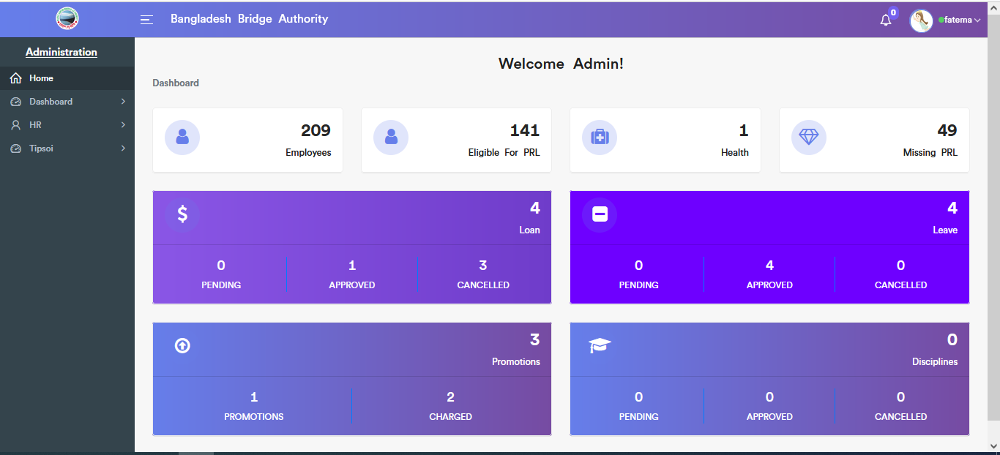 Bangladesh Bridge Authority
0
fatema
Administration
Home
Dashboard
HR
Tipsoi
Welcome Admin!
Dashboard
209
Employees
141
Eligible For PRL
1
Health
49
Missing PRL
$
4
Loan
0
PENDING
1
APPROVED
3
CANCELLED
4
Leave
0
PENDING
4
APPROVED
0
CANCELLED
3
Promotions
1
PROMOTIONS
2
CHARGED
0
Disciplines
0
PENDING
0
APPROVED
0
CANCELLED